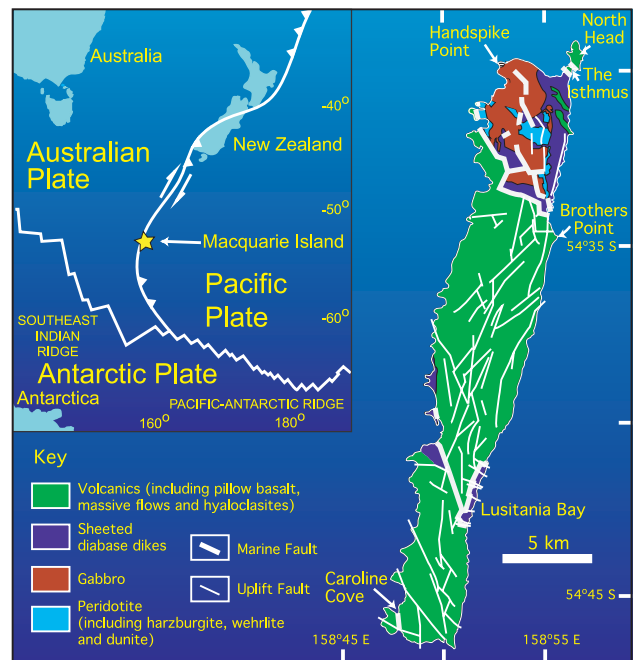 Australia
-40°
New Zealand
Australian
Plate
-50°
Macquarie Island
Pacific
Plate
-60°
SOUTHEAST
INDIAN
RIDGE
Antarctic Plate
Antarctica
PACIFIC-ANTARCTIC RIDGE
160°
180°
Key
Volcanics (including pillow basalt,
massive flows and hyaloclasites)
Sheeted
diabase dikes
Gabbro
Peridotite
(including harzburgite, wehrlite
and dunite)
Marine Fault
Uplift Fault
North
Head
Handspike
Point
The
Isthmus
Brothers
Point
54°35 S
Lusitania Bay
5 km
Caroline
Cove
54°45 S
158°45 E
158°55 E